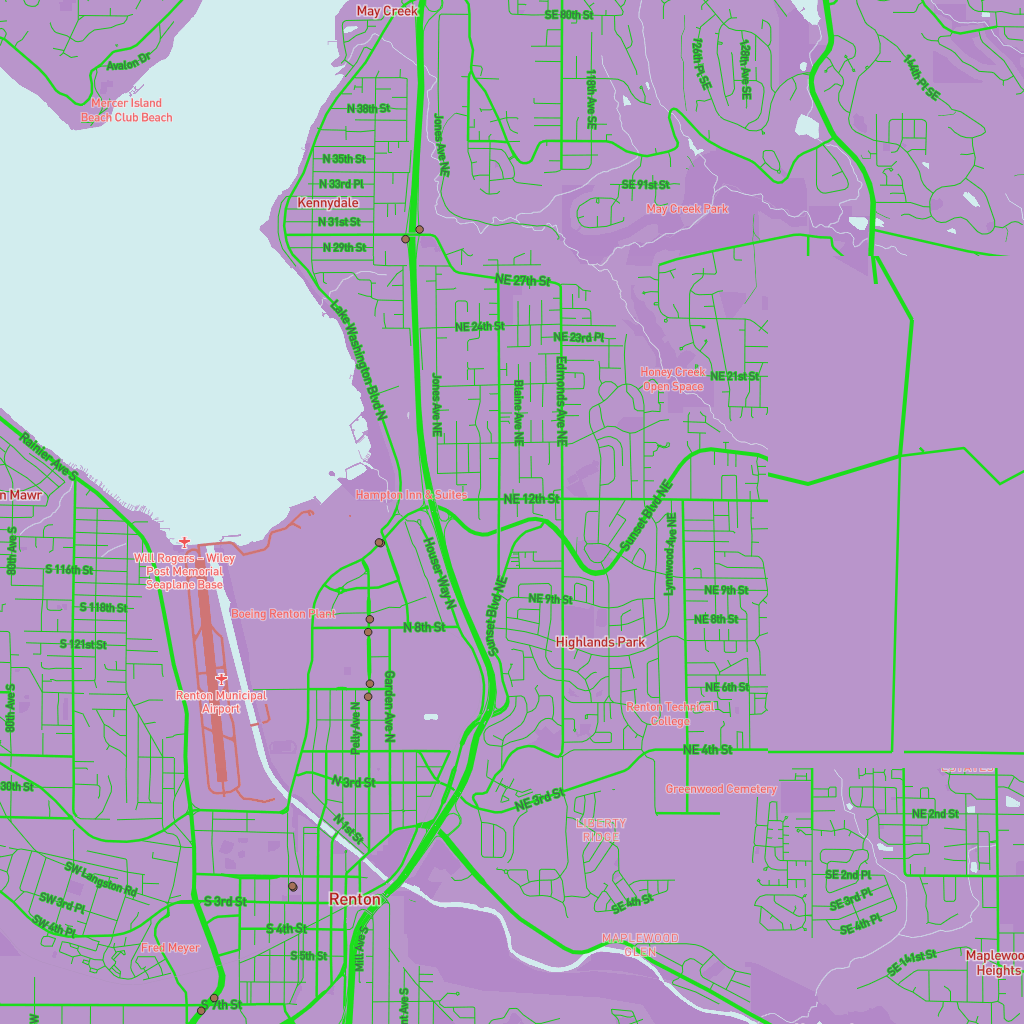 May Creek
SE 80th St
Avalon Dr
126th Pl SE
128th Ave SE
144th Pl SE
118th Ave SE
Mercer Island
Beach Club Beach
N 38th St
Jones Ave NE
N 35th St
N 33rd Pl
SE 91st St
Kennydale
May Creek Park
N 31st St
N 29th St
NE 27th St
Lake Washington Blvd N
NE 24th St
NE 23rd Pl
Honey Creek
Open Space
NE 21st St
Jones Ave NE
Blaine Ave NE
Edmonds Ave NE
Rainier Ave S
n Mawr
Hampton Inn & Suites
NE 12th St
Sunset Blvd NE
80th Ave S
Will Rogers – Wiley
Post Memorial
Seaplane Base
S 116th St
Houser Way N
Lynnwood Ave NE
S 118th St
Boeing Renton Plant
Sunset Blvd NE
NE 9th St
NE 9th St
N 8th St
NE 8th St
S 121st St
Highlands Park
80th Ave S
Renton Municipal
Airport
Garden Ave N
Pelly Ave N
NE 6th St
Renton Technical
College
NE 4th St
30th St
N 3rd St
Greenwood Cemetery
NE 3rd St
N 1st St
LIBERTY
RIDGE
NE 2nd St
SW Langston Rd
SW 3rd Pl
SW 4th Pl
S 3rd St
Renton
SE 4th St
SE 2nd Pl
SE 3rd Pl
SE 4th Pl
S 4th St
Fred Meyer
S 5th St
Mill Ave S
MAPLEWOOD
GLEN
SE 141st St
Maplewoo
Heights
S 7th St
nt Ave S
W